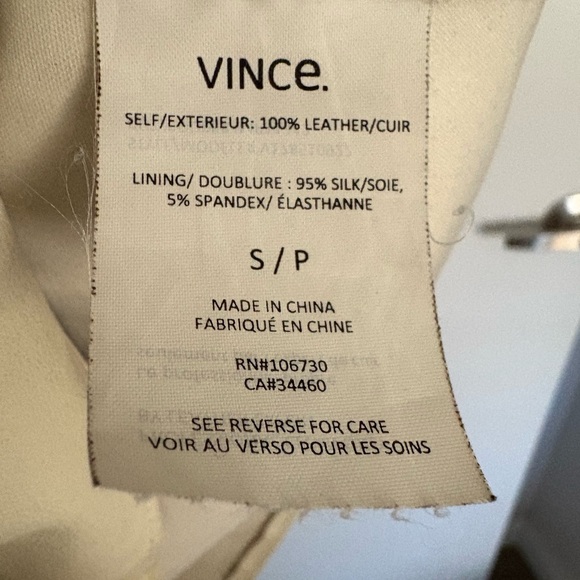 VINCe.
SELF/EXTERIEUR: 100% LEATHER/CUIR
LINING/ DOUBLURE : 95% SILK/SOIE,
5% SPANDEX/ ÉLASTHANNE
S / P
MADE IN CHINA
FABRIQUÉ EN CHINE
RN#106730
CA#34460
SEE REVERSE FOR CARE
VOIR AU VERSO POUR LES SOINS